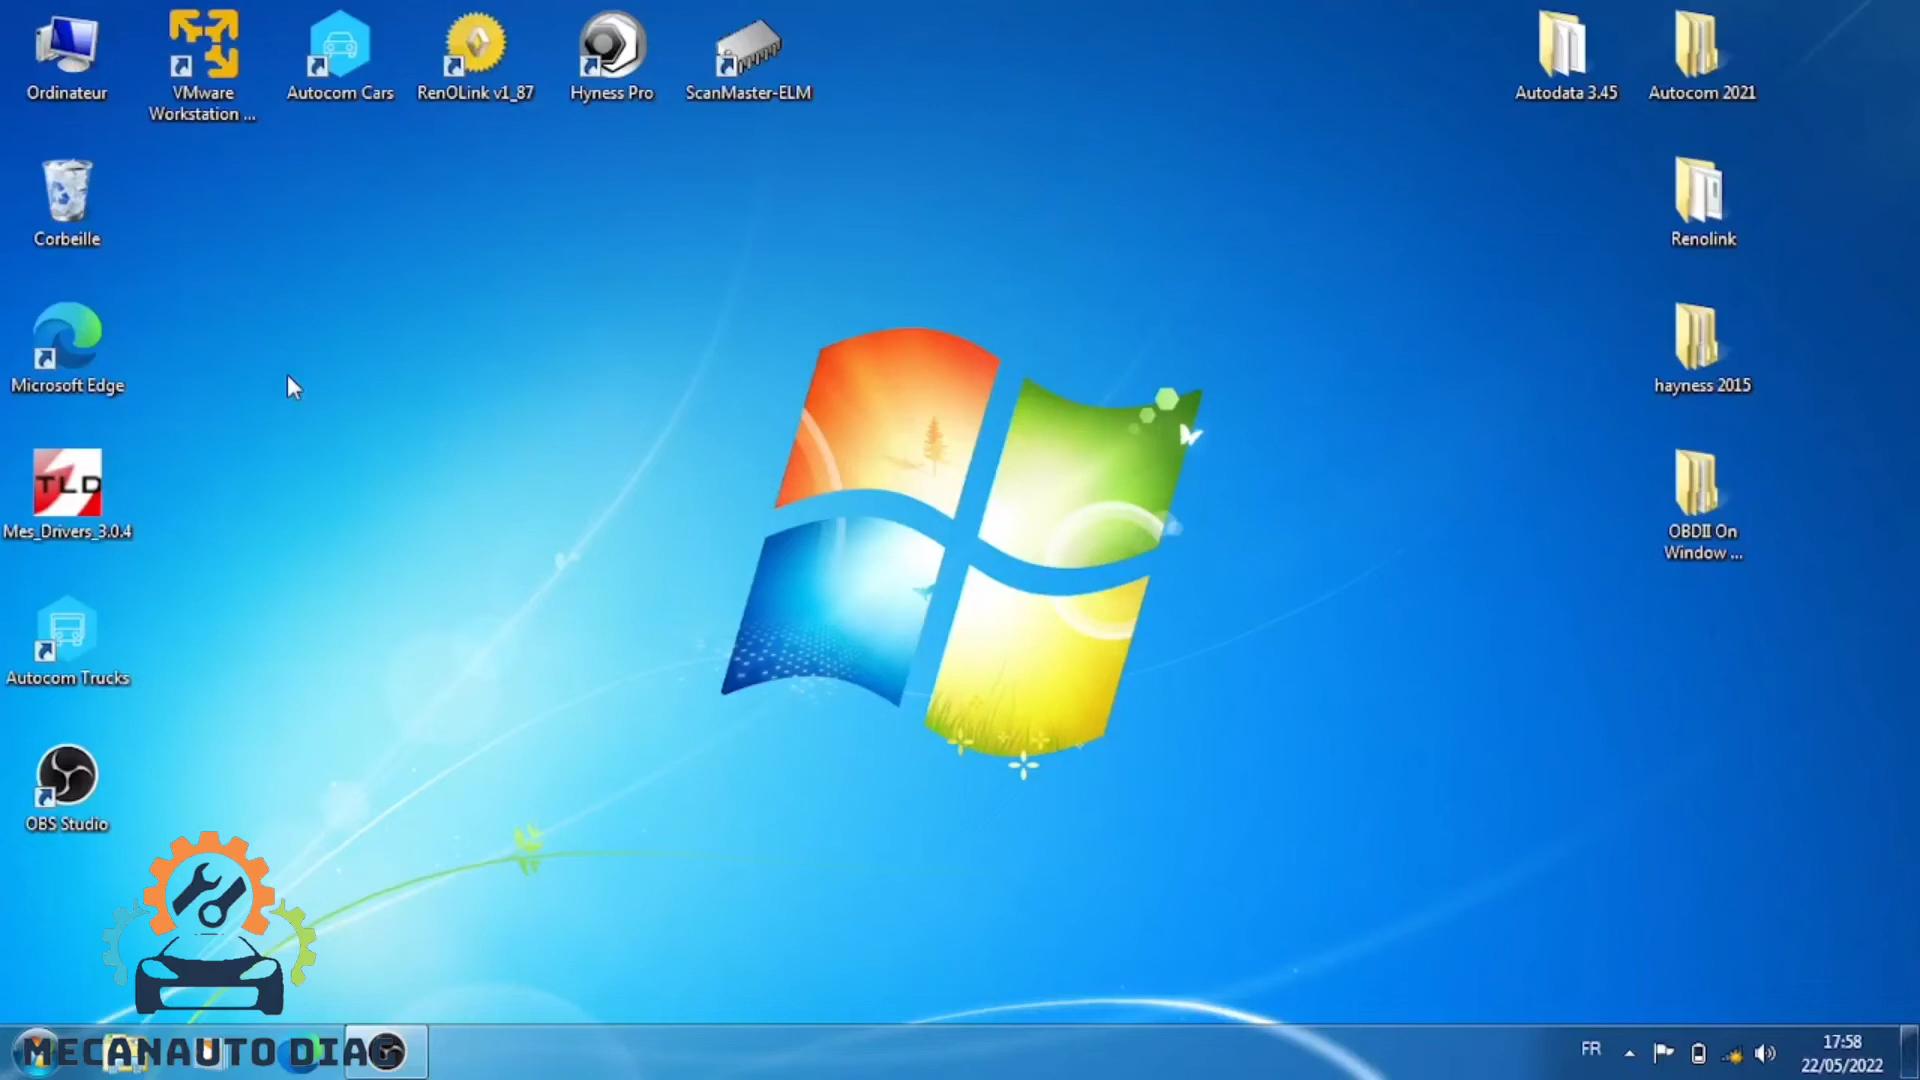 Ordinateur
VMware
Workstation ...
Autocom Cars
RenOLink v1_87
Hyness Pro
ScanMaster-ELM
Autodata 3.45
Autocom 2021
Corbeille
Renolink
Microsoft Edge
hayness 2015
TLD
Mes_Drivers_3.0.4
OBDII On
Window ...
Autocom Trucks
OBS Studio
MECANAUTO DIAG
FR
17:58
22/05/2022